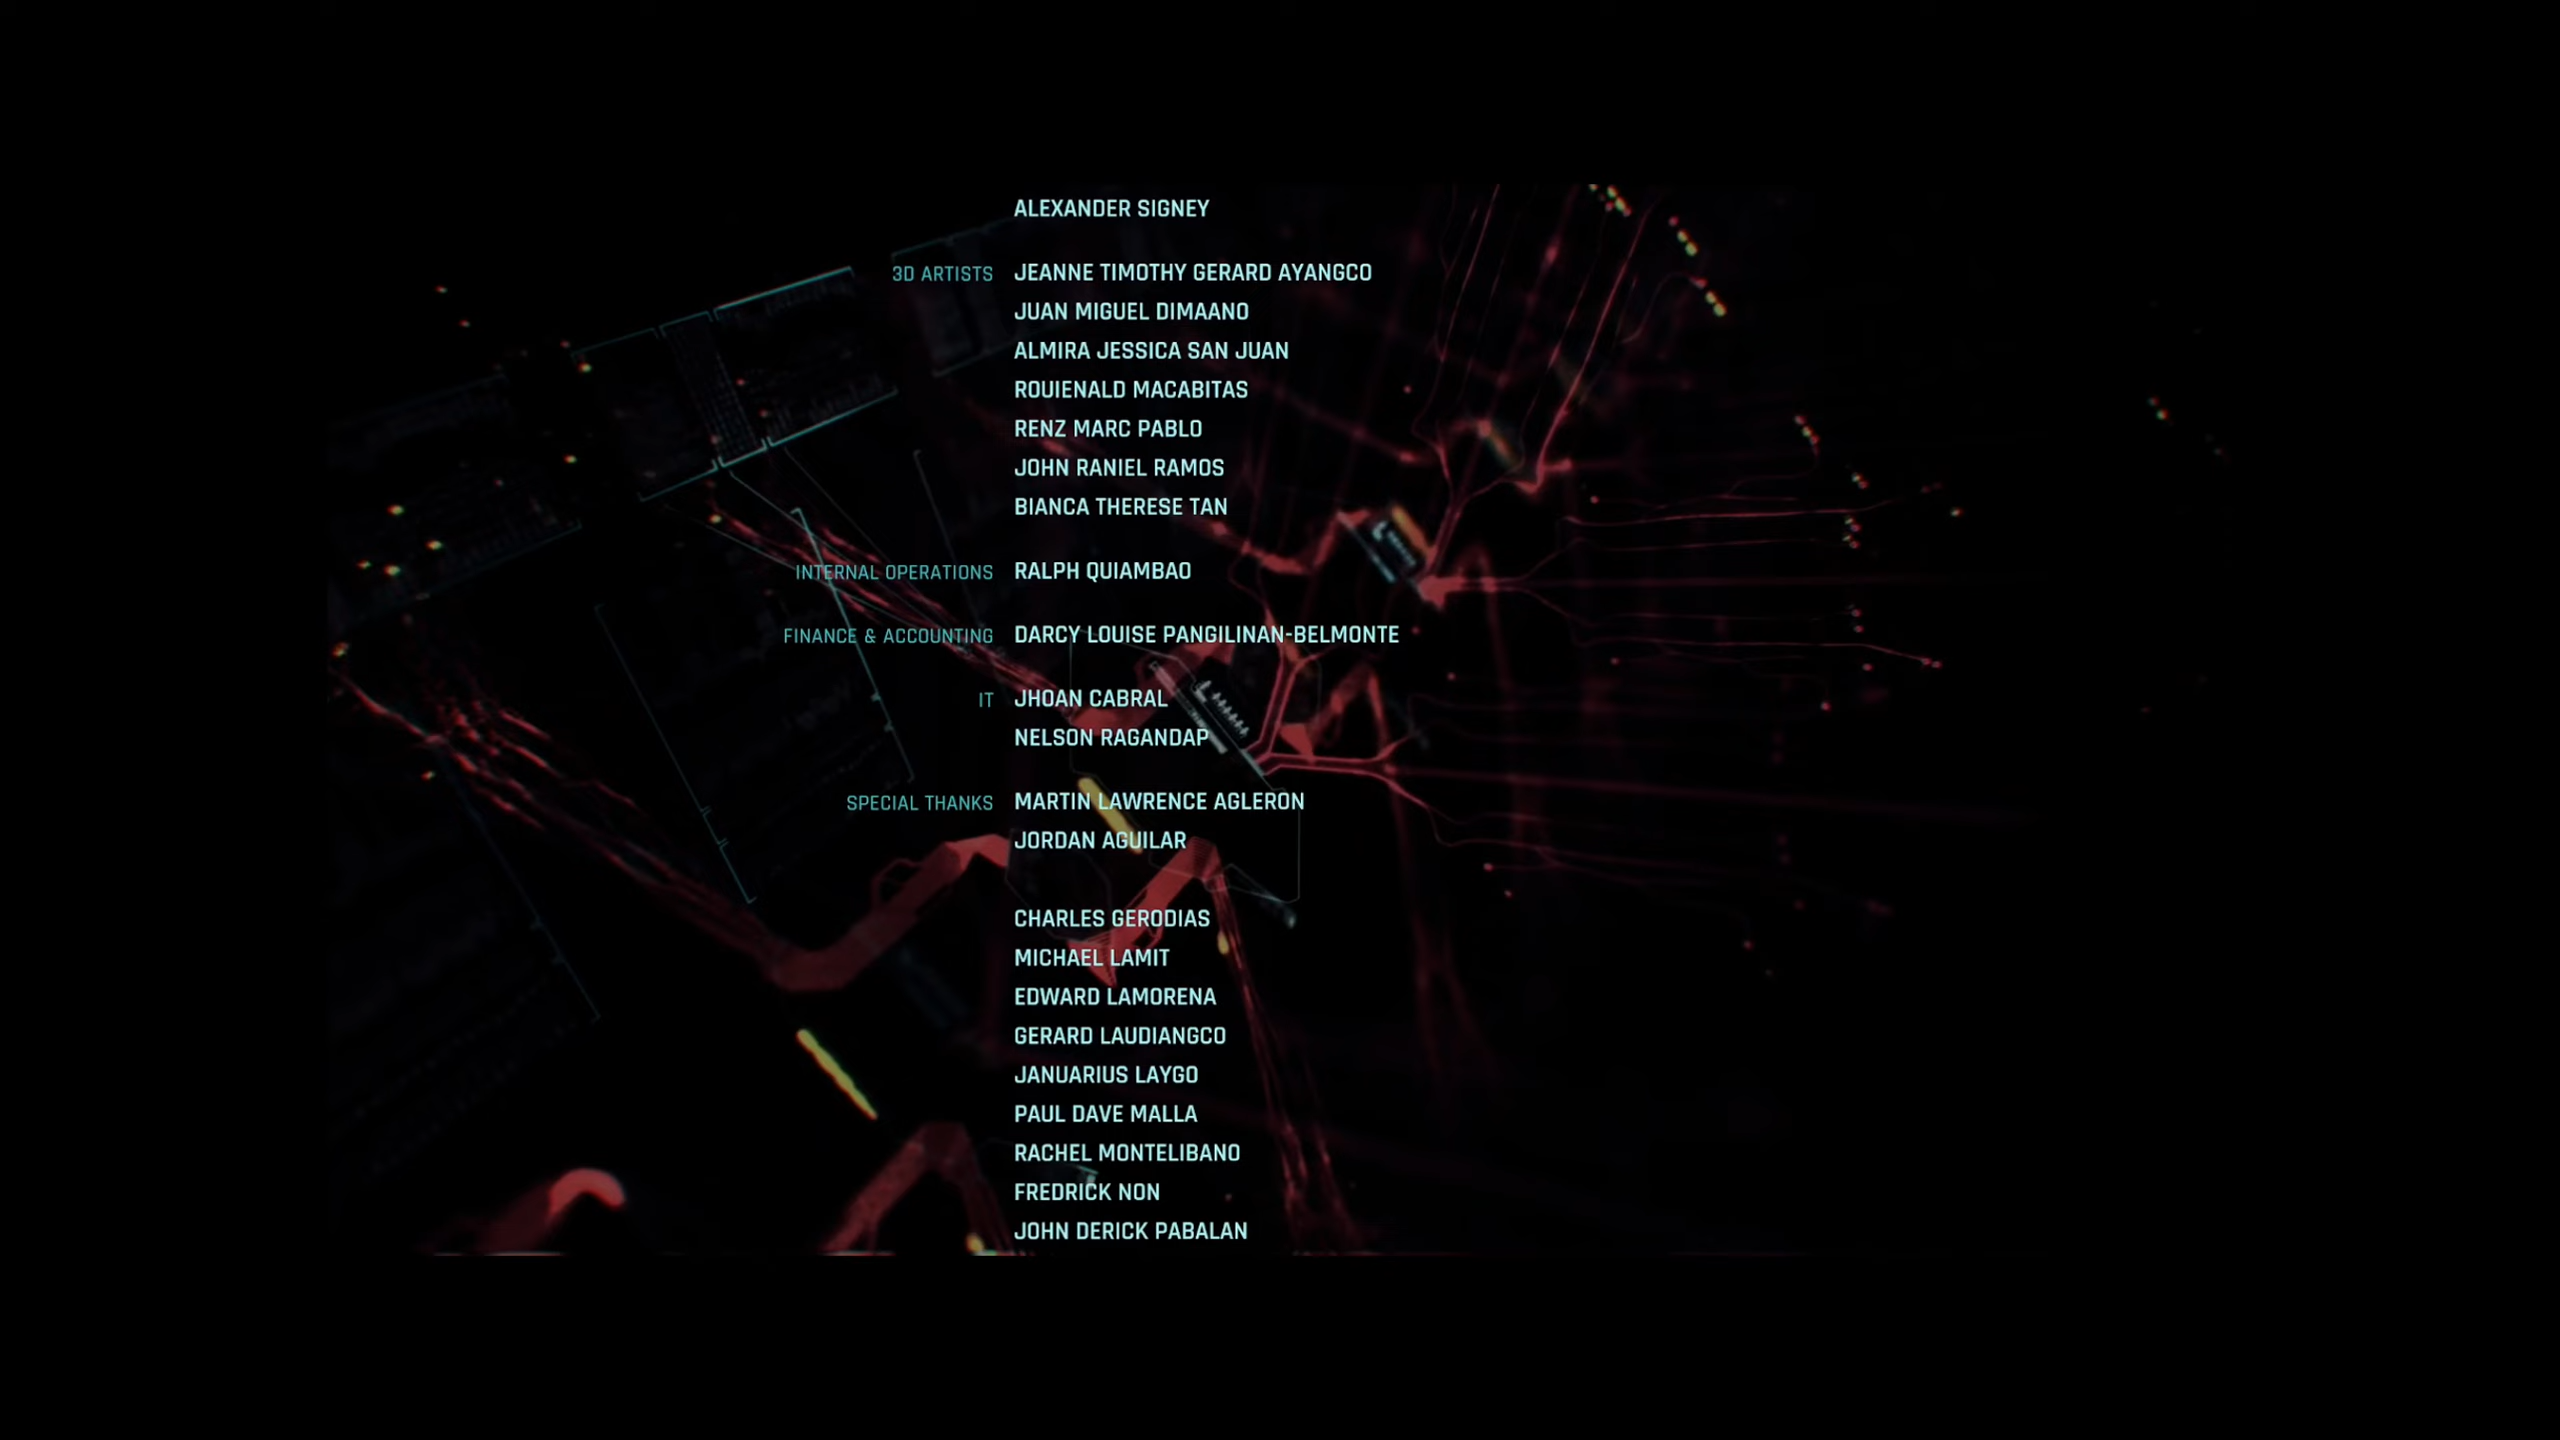 ALEXANDER SIGNEY
3D ARTISTS JEANNE TIMOTHY GERARD AYANGCO
JUAN MIGUEL DIMAANO
ALMIRA JESSICA SAN JUAN
ROUIENALD MACABITAS
RENZ MARC PABLO
JOHN RANIEL RAMOS
BIANCA THERESE TAN
INTERNAL OPERATIONS RALPH QUIAMBAO
FINANCE & ACCOUNTING DARCY LOUISE PANGILINAN-BELMONTE
IT JHOAN CABRAL
NELSON RAGANDAP
SPECIAL THANKS MARTIN LAWRENCE AGLERON
JORDAN AGUILAR
CHARLES GERODIAS
MICHAEL LAMIT
EDWARD LAMORENA
GERARD LAUDIANGCO
JANUARIUS LAYGO
PAUL DAVE MALLA
RACHEL MONTELIBANO
FREDRICK NON
JOHN DERICK PABALAN